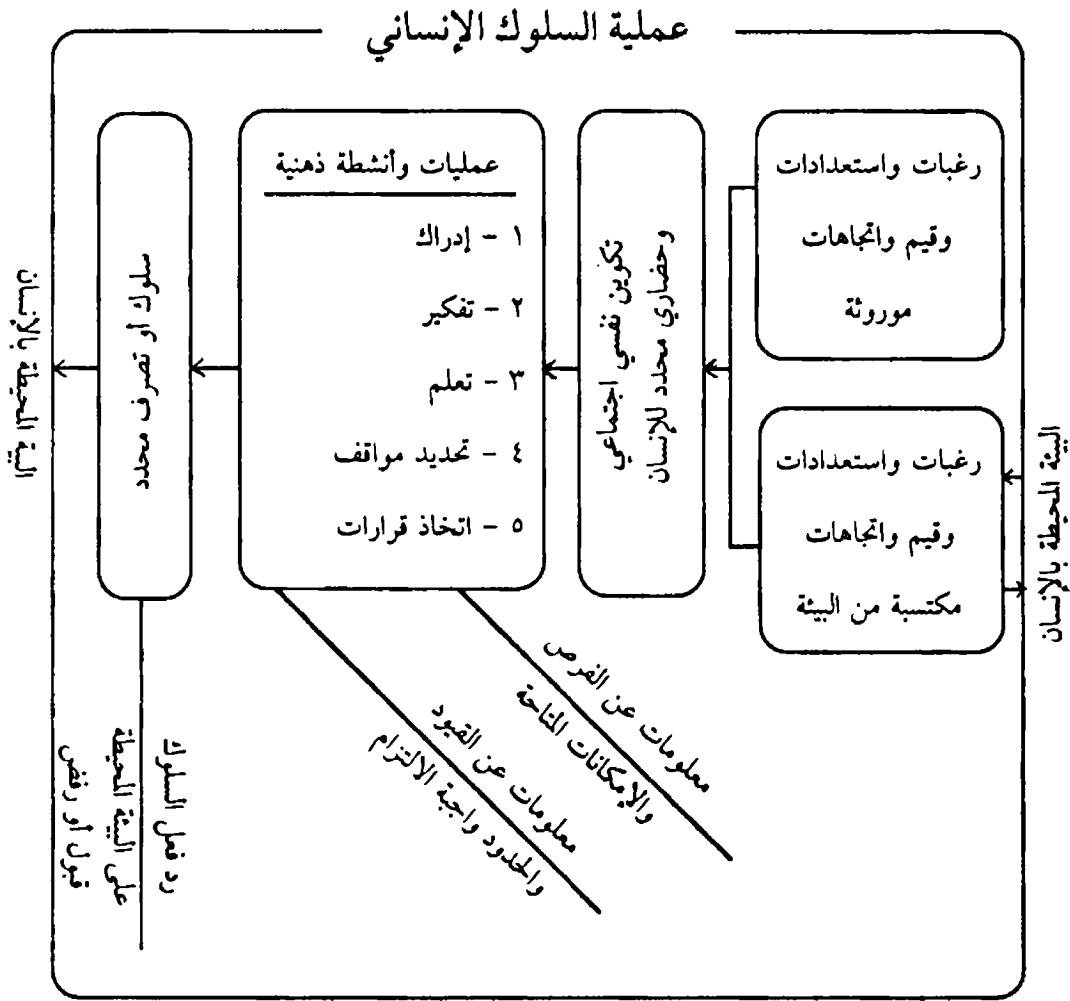 عملية السلوك الإنساني
البيئة المحيطة بالإنسان
رغبات واستعدادات
وقيم واتجاهات
موروثة
رغبات واستعدادات
وقيم واتجاهات
مكتسبة من البيئة
تكوين نفسي اجتماعي
وحضاري محدد للإنسان
عمليات وأنشطة ذهنية
١ - إدراك
٢ - تفكير
٣ - تعلم
٤ - تحديد مواقف
٥ - اتخاذ قرارات
معلومات عن الفرص
والإمكانات المتاحة
معلومات عن القيود
والحدود واجبة الالتزام
سلوك أو تصرف محدد
رد فعل السلوك
على البيئة المحيطة
قبول أو رفض
البية المحيطة بالإنسان